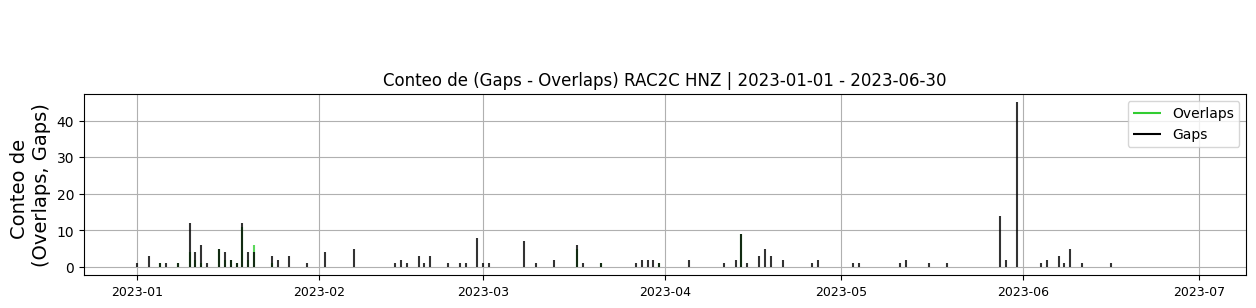 Conteo de (Gaps - Overlaps) RAC2C HNZ | 2023-01-01 - 2023-06-30
Conteo de
(Overlaps, Gaps)
40
30
20
10
0
Overlaps
Gaps
2023-01 2023-02 2023-03 2023-04 2023-05 2023-06 2023-07